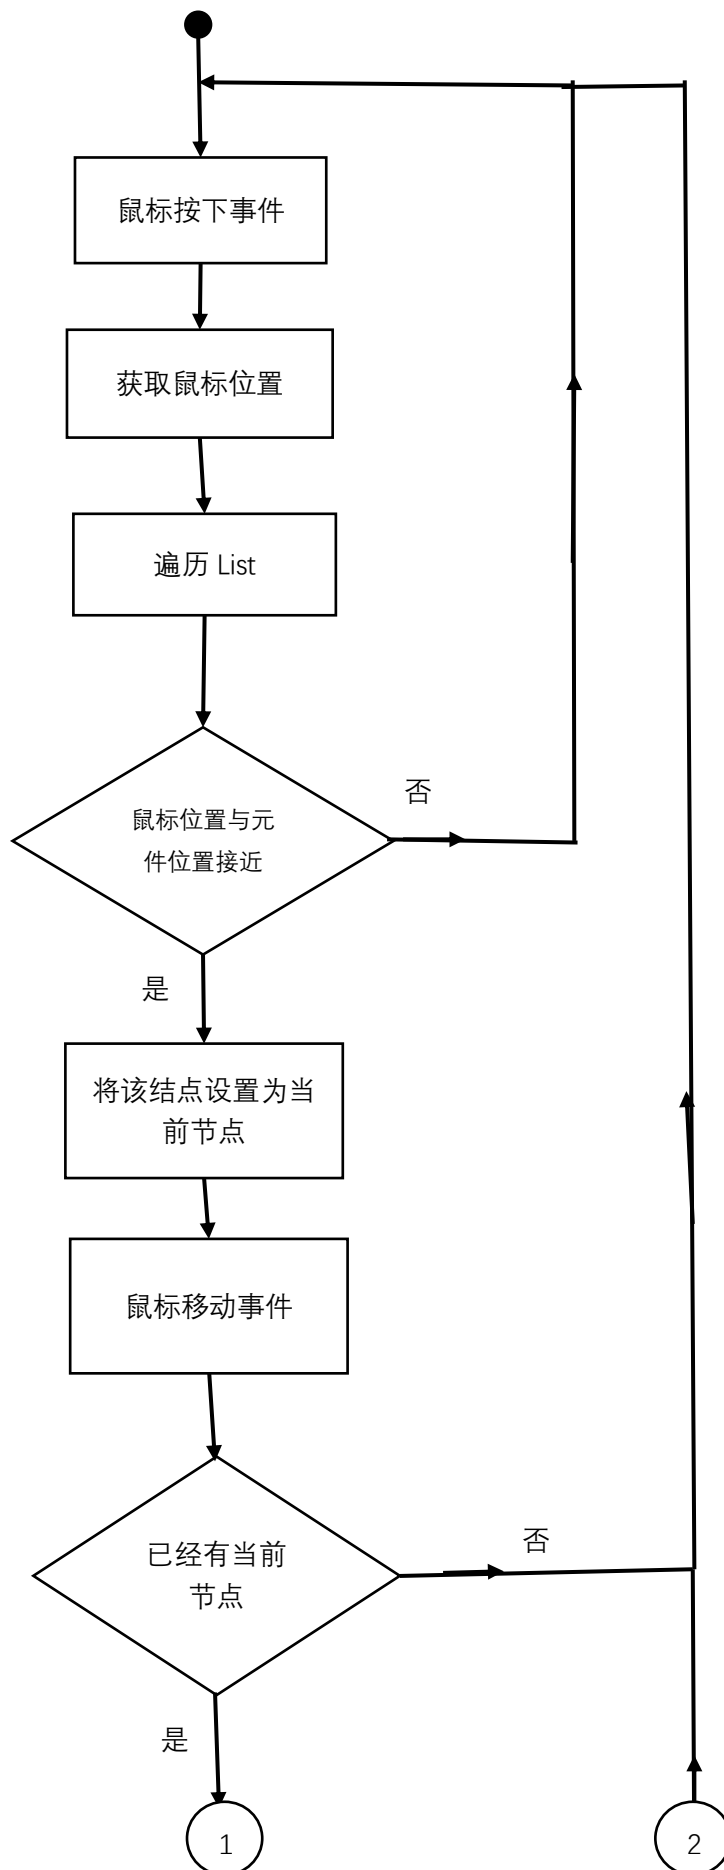 鼠标按下事件
获取鼠标位置
遍历 List
否
鼠标位置与元
件位置接近
是
将该结点设置为当
前节点
鼠标移动事件
否
已经有当前
节点
是
1
2